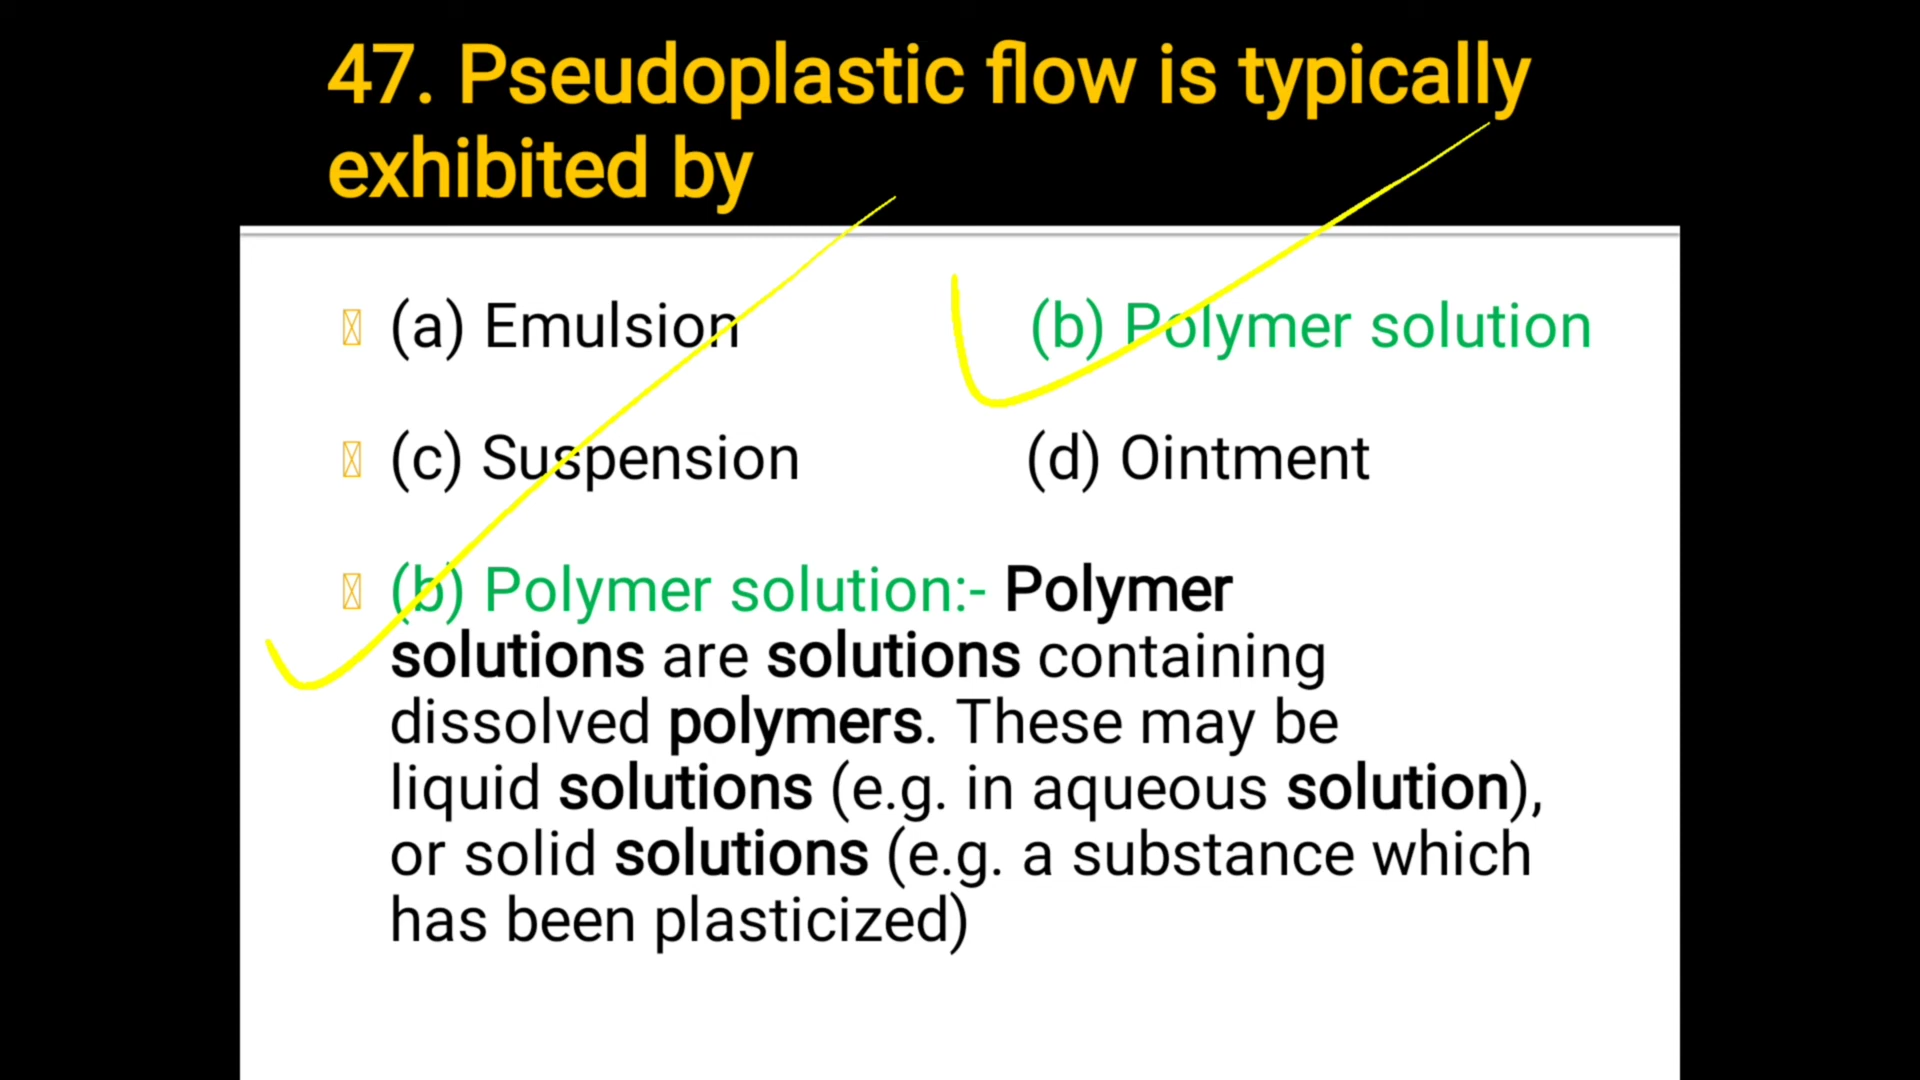 47. Pseudoplastic flow is typically
exhibited by
(a) Emulsion (b) Polymer solution
(c) Suspension (d) Ointment
(b) Polymer solution:- Polymer
solutions are solutions containing
dissolved polymers. These may be
liquid solutions (e.g. in aqueous solution),
or solid solutions (e.g. a substance which
has been plasticized)